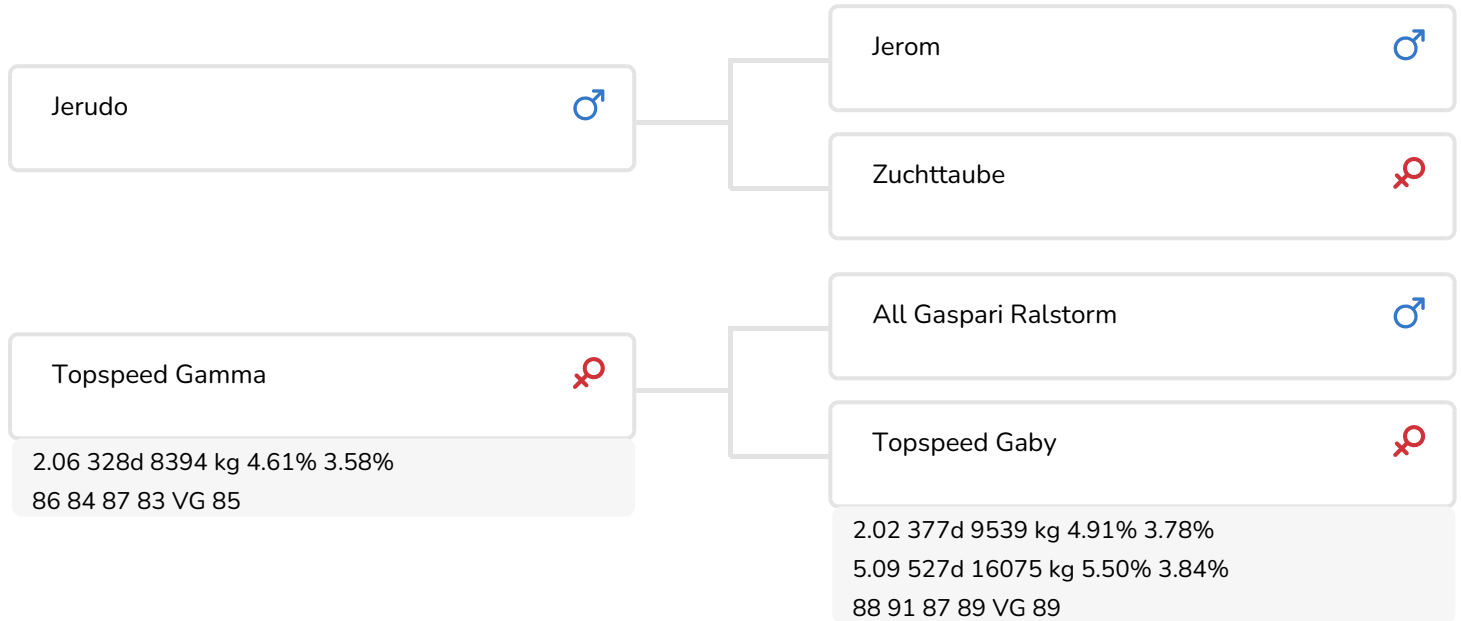 Jerudo
Topspeed Gamma
2.06 328d 8394 kg 4.61% 3.58%
86 84 87 83 VG 85
Jerom
Zuchttaube
All Gaspari Ralstorm
Topspeed Gaby
2.02 377d 9539 kg 4.91% 3.78%
5.09 527d 16075 kg 5.50% 3.84%
88 91 87 89 VG 89